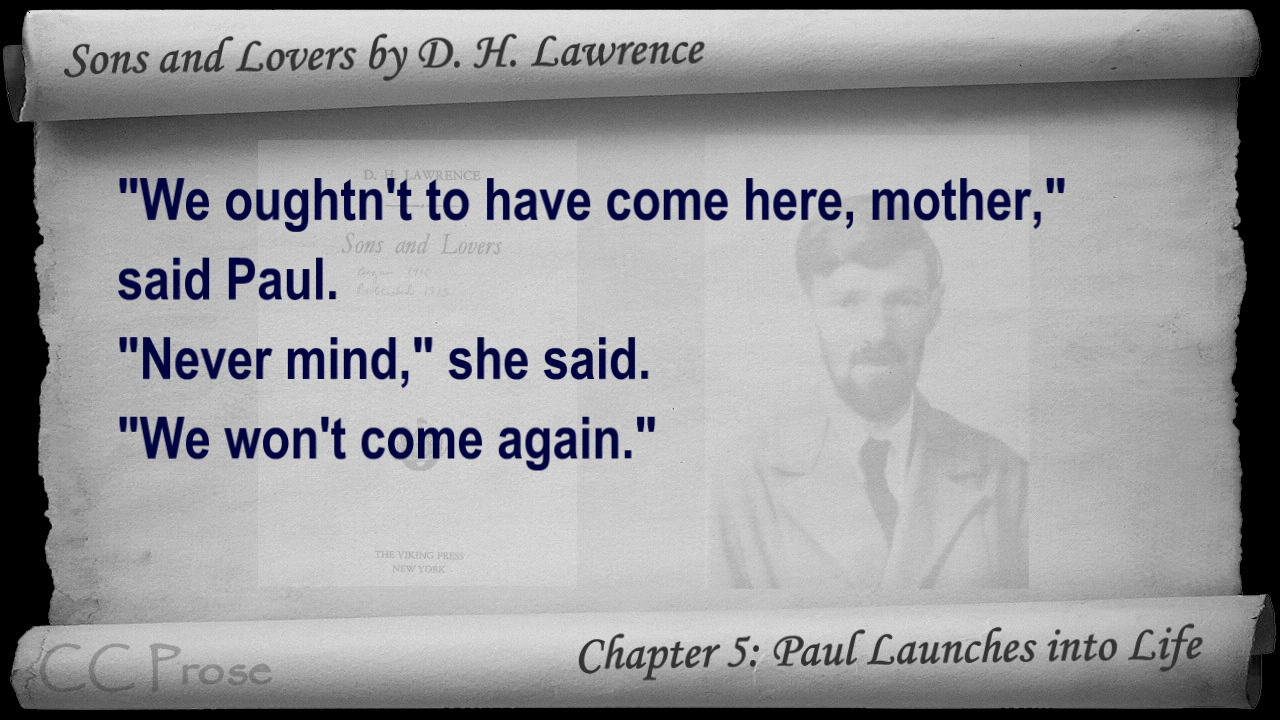 Sons and Lovers by D. H. Lawrence
D. H. LAWRENCE
"We oughtn't to have come here, mother,"
Sons and Lovers
said Paul.
"Never mind," she said.
"We won't come again."
THE VIKING PRESS
NEW YORK
Chapter 5: Paul Launches into Life
CC Prose